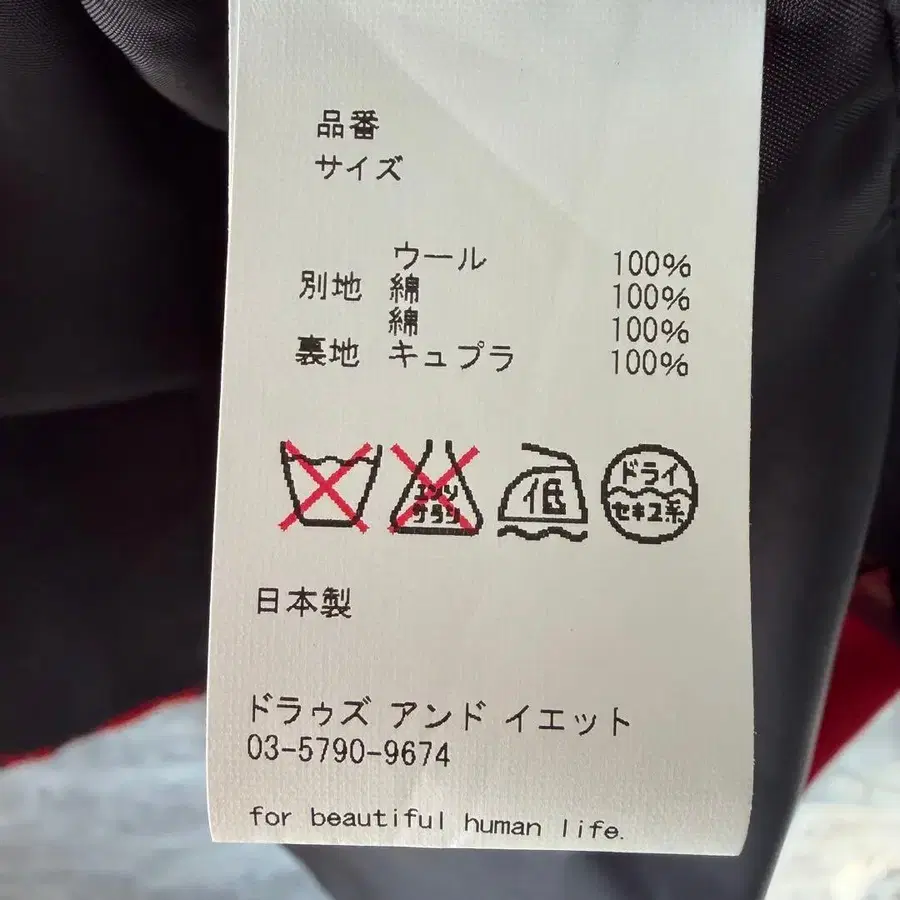 品番
サイズ
ウール 100%
別地 綿 100%
綿 100%
裏地 キュプラ 100%
エンソ サラシ 低 ドライ セキユ系
日本製
ドラゥズ アンド イエット
03-5790-9674
for beautiful human life.